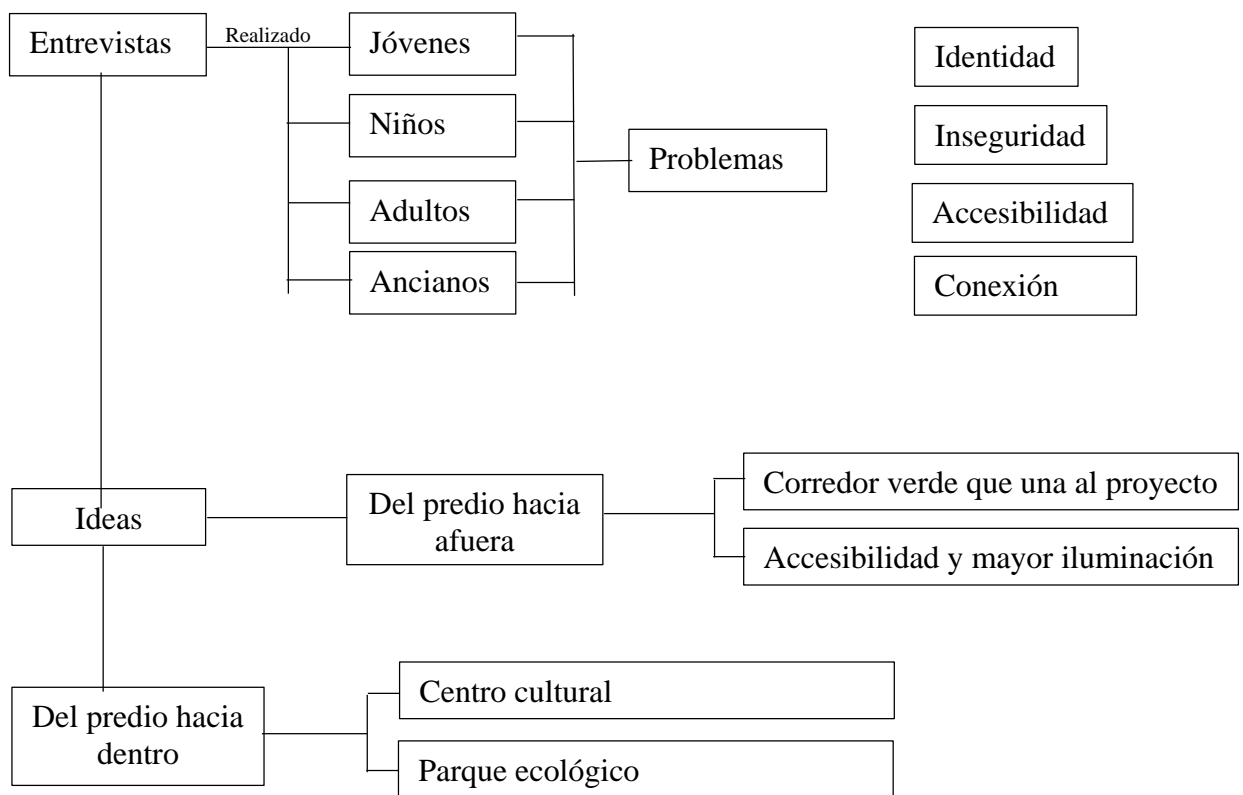 Entrevistas
Realizado
Jóvenes
Niños
Adultos
Ancianos
Problemas
Identidad
Inseguridad
Accesibilidad
Conexión
Ideas
Del predio hacia
afuera
Corredor verde que una al proyecto
Accesibilidad y mayor iluminación
Del predio hacia
dentro
Centro cultural
Parque ecológico